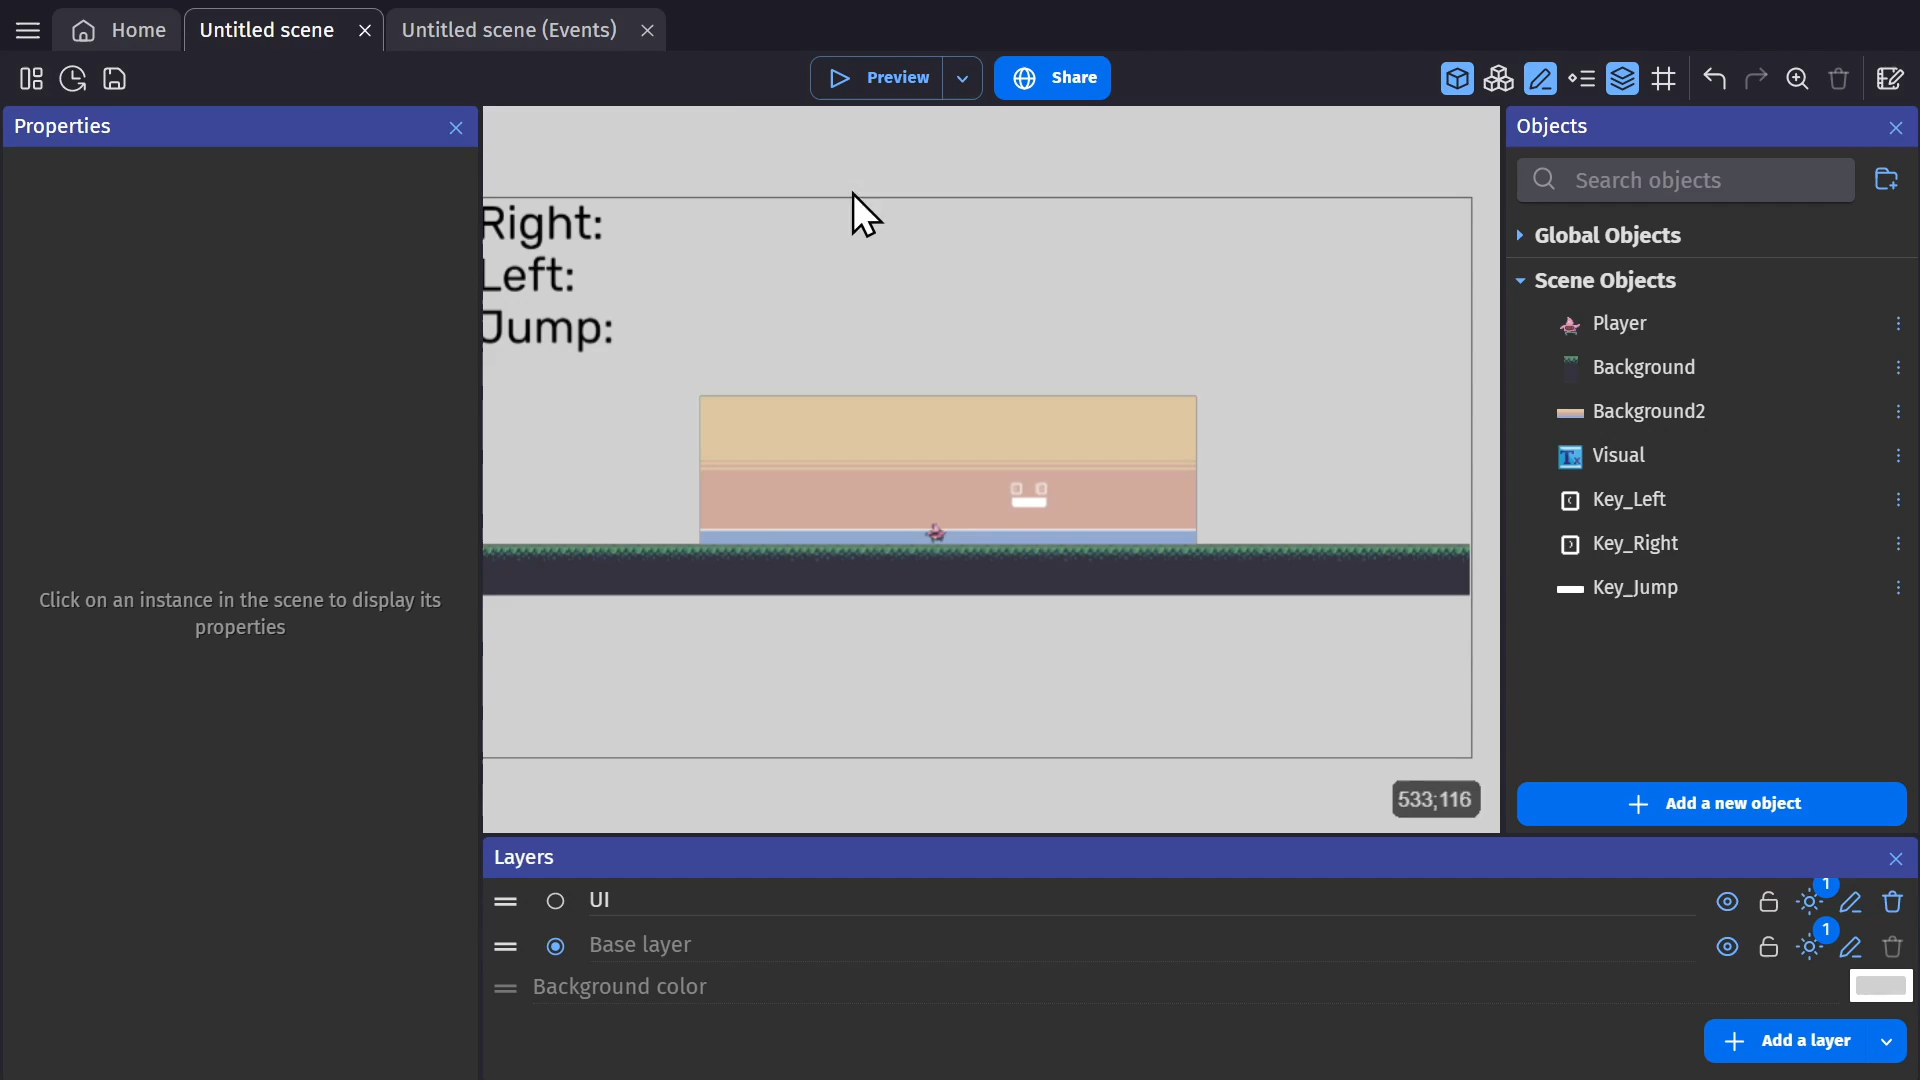 Home
Untitled scene
Untitled scene (Events)
Preview
Share
Properties
Click on an instance in the scene to display its
properties
Right:
Left:
Jump:
533;116
Objects
Search objects
Global Objects
Scene Objects
Player
Background
Background2
Tx
Visual
Key_Left
Key_Right
Key_Jump
Add a new object
Layers
UI
1
Base layer
1
Background color
Add a layer